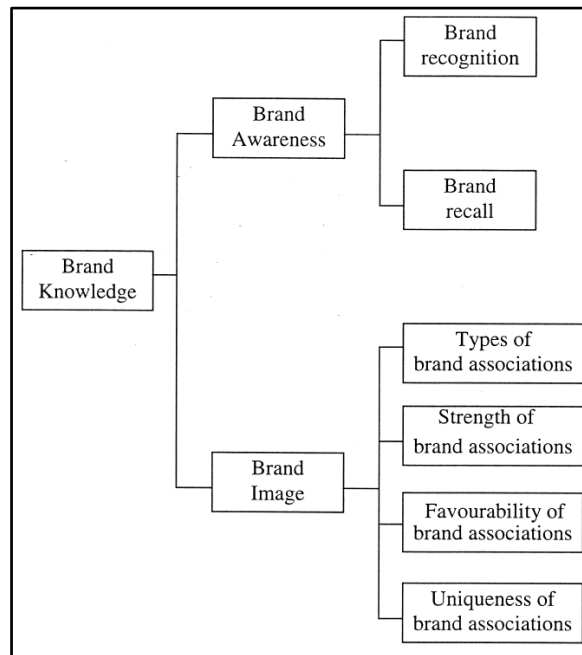 Brand
recognition
Brand
Awareness
Brand
recall
Brand
Knowledge
Types of
brand associations
Strength of
brand associations
Brand
Image
Favourability of
brand associations
Uniqueness of
brand associations